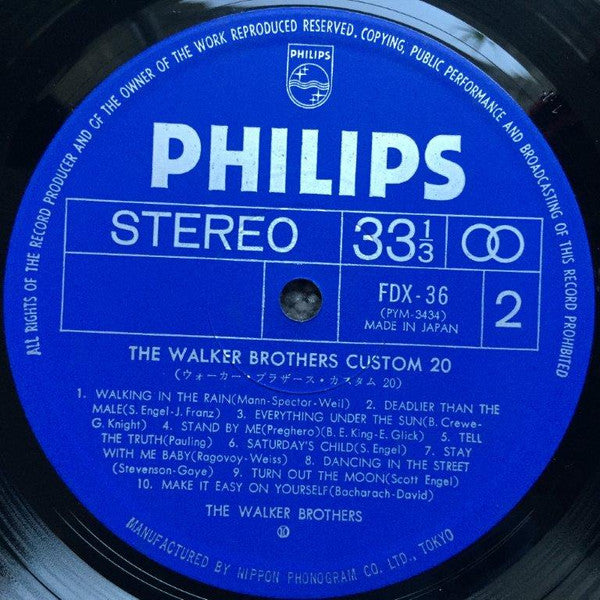 ALL RIGHTS OF THE RECORD PRODUCER AND OF THE OWNER OF THE WORK REPRODUCED RESERVED. COPYING, PUBLIC PERFORMANCE AND BROADCASTING OF THIS RECORD PROHIBITED
PHILIPS
PHILIPS
STEREO 33 1/3
FDX-36
(PYM-3434)
MADE IN JAPAN
2
THE WALKER BROTHERS CUSTOM 20
(ウォーカー・ブラザース・カスタム 20)
1. WALKING IN THE RAIN(Mann-Spector-Weil) 2. DEADLIER THAN THE
MALE(S. Engel-J. Franz) 3. EVERYTHING UNDER THE SUN(B. Crewe-
G. Knight) 4. STAND BY ME(Preghero)(B. E. King-E. Glick) 5. TELL
THE TRUTH(Pauling) 6. SATURDAY'S CHILD(S. Engel) 7. STAY
WITH ME BABY(Ragovoy-Weiss) 8. DANCING IN THE STREET
(Stevenson-Gaye) 9. TURN OUT THE MOON(Scott Engel)
10. MAKE IT EASY ON YOURSELF(Bacharach-David)
THE WALKER BROTHERS
⑩
MANUFACTURED BY NIPPON PHONOGRAM CO. LTD., TOKYO